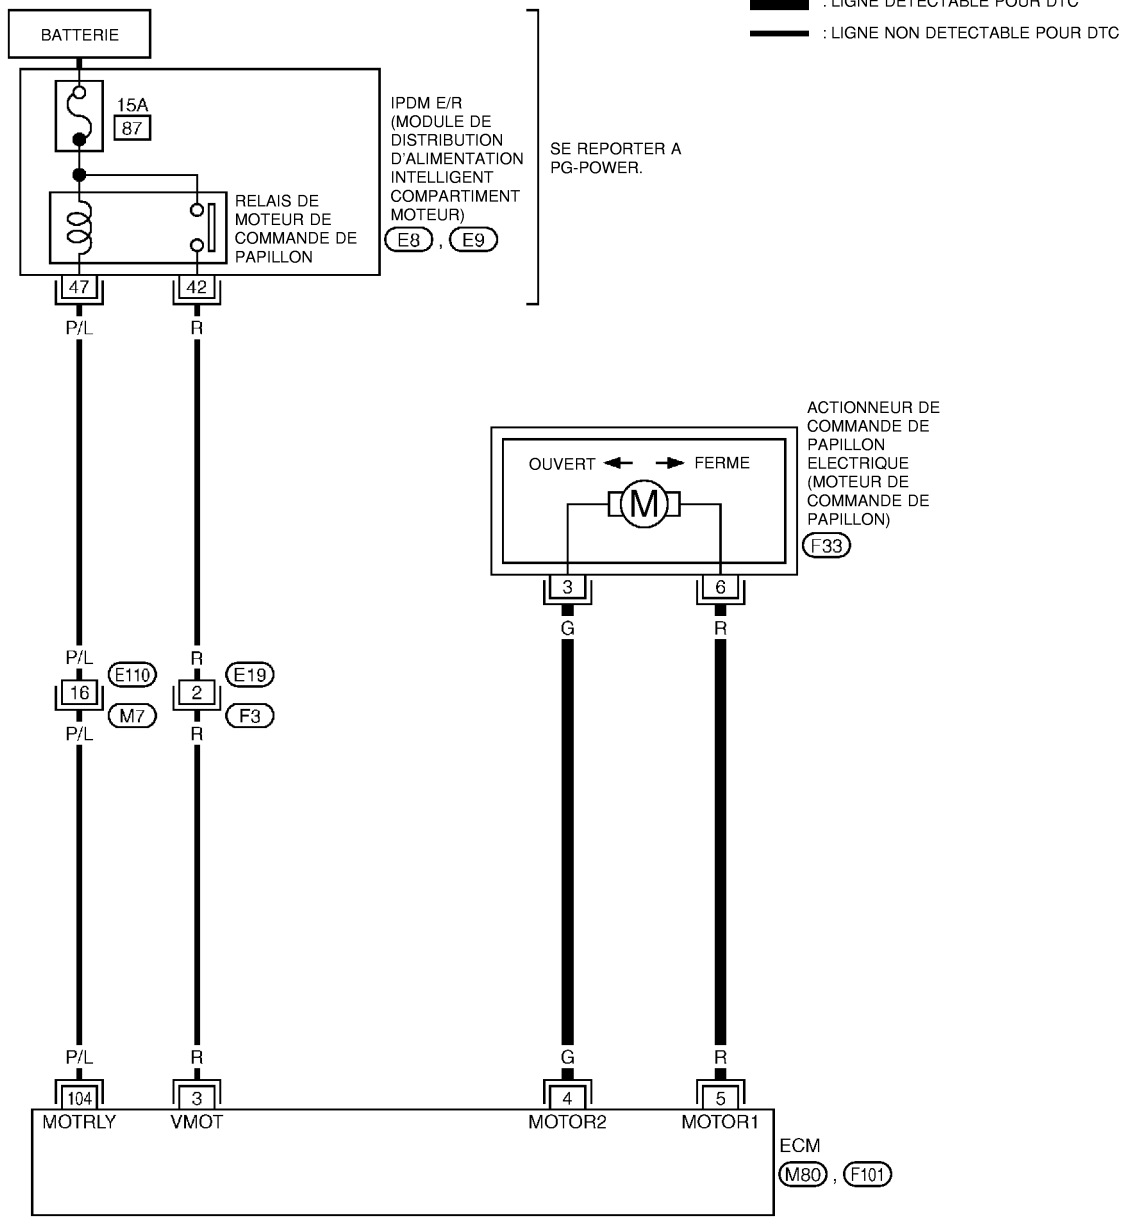 : LIGNE DETECTABLE POUR DTC
: LIGNE NON DETECTABLE POUR DTC
BATTERIE
15A
87
IPDM E/R
(MODULE DE
DISTRIBUTION
D'ALIMENTATION
INTELLIGENT
COMPARTIMENT
MOTEUR)
E8 , E9
SE REPORTER A
PG-POWER.
RELAIS DE
MOTEUR DE
COMMANDE DE
PAPILLON
47 42
P/L R
ACTIONNEUR DE
COMMANDE DE
PAPILLON
ELECTRIQUE
(MOTEUR DE
COMMANDE DE
PAPILLON)
F33
OUVERT FERME
M
3 6
G R
P/L R
E110 E19
16 2
M7 F3
P/L R
P/L R G R
104 3 4 5
MOTRLY VMOT MOTOR2 MOTOR1
ECM
M80 , F101